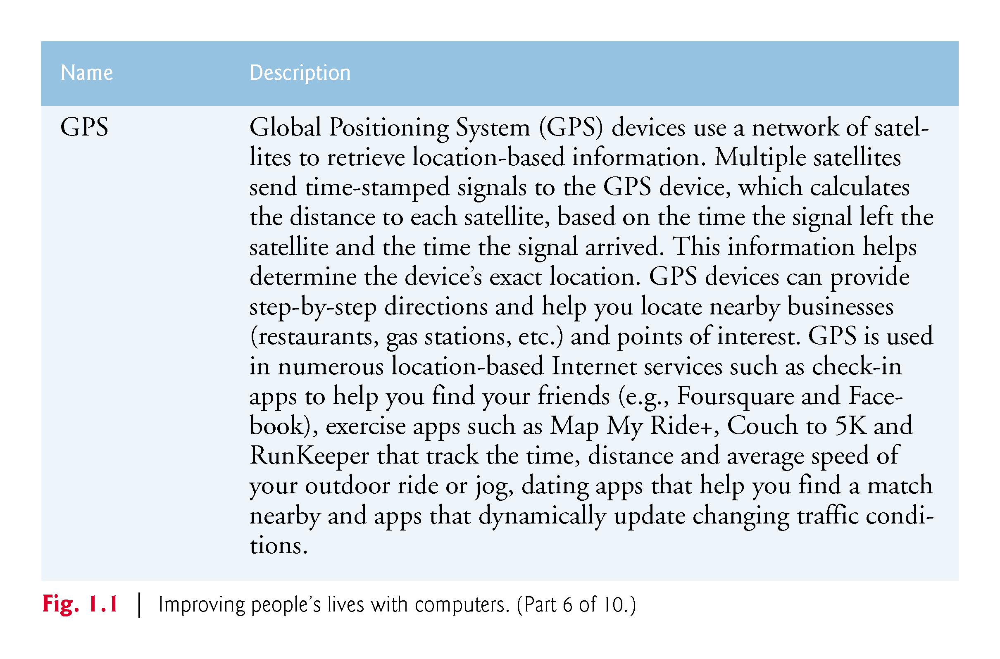 Name Description
GPS Global Positioning System (GPS) devices use a network of satel-
lites to retrieve location-based information. Multiple satellites
send time-stamped signals to the GPS device, which calculates
the distance to each satellite, based on the time the signal left the
satellite and the time the signal arrived. This information helps
determine the device’s exact location. GPS devices can provide
step-by-step directions and help you locate nearby businesses
(restaurants, gas stations, etc.) and points of interest. GPS is used
in numerous location-based Internet services such as check-in
apps to help you find your friends (e.g., Foursquare and Face-
book), exercise apps such as Map My Ride+, Couch to 5K and
RunKeeper that track the time, distance and average speed of
your outdoor ride or jog, dating apps that help you find a match
nearby and apps that dynamically update changing traffic condi-
tions.
Fig. 1.1 | Improving people’s lives with computers. (Part 6 of 10.)